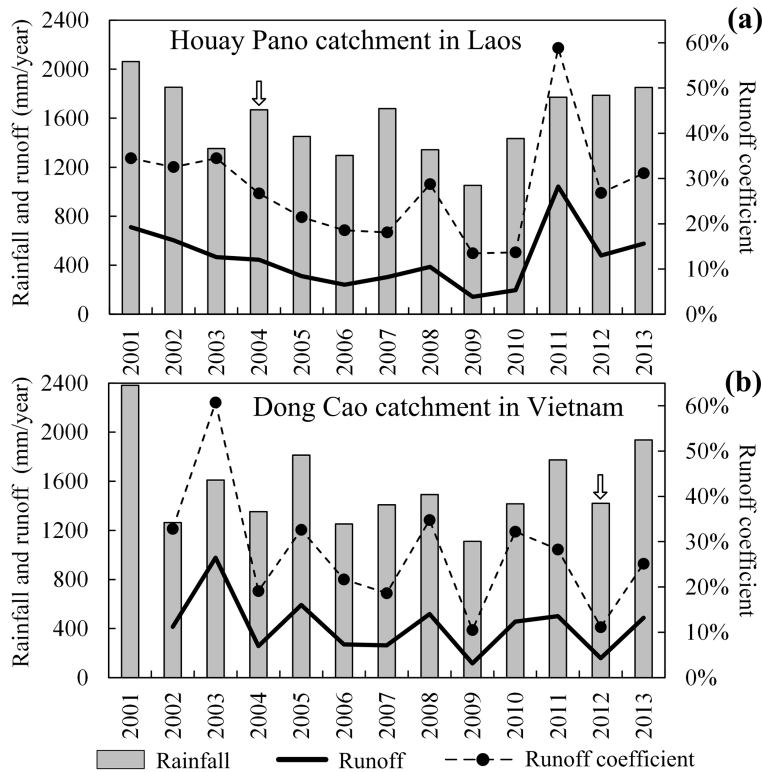 (a)
Houay Pano catchment in Laos
Rainfall and runoff (mm/year)
2400
2000
1600
1200
800
400
0
60%
50%
40%
30%
20%
10%
0%
Runoff coefficient
2001 2002 2003 2004 2005 2006 2007 2008 2009 2010 2011 2012 2013
(b)
Dong Cao catchment in Vietnam
Rainfall and runoff (mm/year)
2400
2000
1600
1200
800
400
0
60%
50%
40%
30%
20%
10%
0%
Runoff coefficient
2001 2002 2003 2004 2005 2006 2007 2008 2009 2010 2011 2012 2013
Rainfall Runoff Runoff coefficient